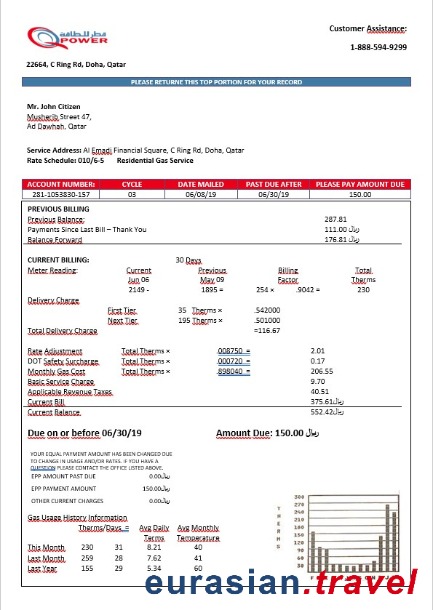 قطر للطاقة
QPOWER
Customer Assistance:
1-888-594-9299
22664, C Ring Rd, Doha, Qatar
PLEASE RETURNE THIS TOP PORTION FOR YOUR RECORD
Mr. John Citizen
Musherib Street 47,
Ad Dawhah, Qatar
Service Address: Al Emadi Financial Square, C Ring Rd, Doha, Qatar
Rate Schedule: 010/6-5 Residential Gas Service
ACCOUNT NUMBER: CYCLE DATE MAILED PAST DUE AFTER PLEASE PAY AMOUNT DUE
281-1053830-157 03 06/08/19 06/30/19 150.00
PREVIOUS BILLING
Previous Balance: 287.81
Payments Since Last Bill – Thank You 111.00 ريال
Balance Forward 176.81 ريال
CURRENT BILLING: 30 Days
Meter Reading: Current Previous Billing Total
Jun 06 May 09 Factor Therms
2149 - 1895 = 254 × .9042 = 230
Delivery Charge
First Tier 35 Therms × .542000
Next Tier 195 Therms × .501000
Total Delivery Charge =116.67
Rate Adjustment Total Therms × .008750 = 2.01
DOT Safety Surcharge Total Therms × .000720 = 0.17
Monthly Gas Cost Total Therms × .898040 = 206.55
Basic Service Charge 9.70
Applicable Revenue Taxes 40.51
Current Bill 375.61 ريال
Current Balance 552.42 ريال
Due on or before 06/30/19 Amount Due: 150.00 ريال
YOUR EQUAL PAYMENT AMOUNT HAS BEEN CHANGED DUE
TO CHANGE IN USAGE AND/OR RATES. IF YOU HAVE A
QUESTION PLEASE CONTACT THE OFFICE LISTED ABOVE.
EPP AMOUNT PAST DUE 0.00 ريال
EPP PAYMENT AMOUNT 150.00 ريال
OTHER CURRENT CHARGES 0.00 ريال
Gas Usage History Information
Therms/Days = Avg Daily Avg Monthly
Terms Temperature
This Month 230 31 8.21 40
Last Month 259 28 7.62 41
Last Year 155 29 5.34 60
THERMS
300
270
240
210
180
150
120
90
60
30
eurasian.travel